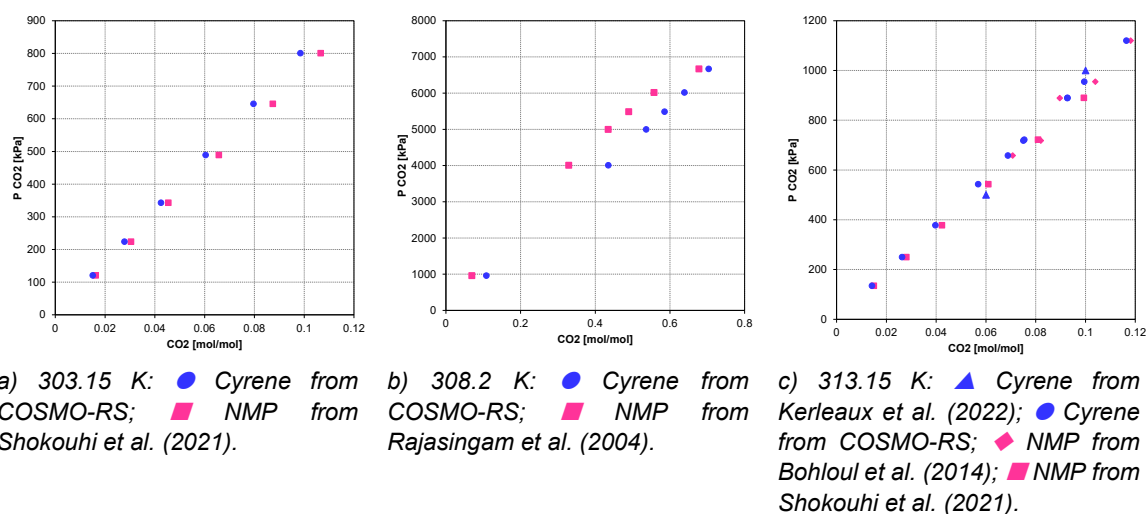 900
800
700
600
500
400
300
200
100
0
P CO2 [kPa]
0 0.02 0.04 0.06 0.08 0.1 0.12
CO2 [mol/mol]
8000
7000
6000
5000
4000
3000
2000
1000
0
P CO2 [kPa]
0 0.2 0.4 0.6 0.8
CO2 [mol/mol]
1200
1000
800
600
400
200
0
P CO2 [kPa]
0 0.02 0.04 0.06 0.08 0.1 0.12
CO2 [mol/mol]
a) 303.15 K: Cyrene from
COSMO-RS; NMP from
Shokouhi et al. (2021).
b) 308.2 K: Cyrene from
COSMO-RS; NMP from
Rajasingam et al. (2004).
c) 313.15 K: Cyrene from
Kerleaux et al. (2022); Cyrene
from COSMO-RS; NMP from
Bohloul et al. (2014); NMP from
Shokouhi et al. (2021).